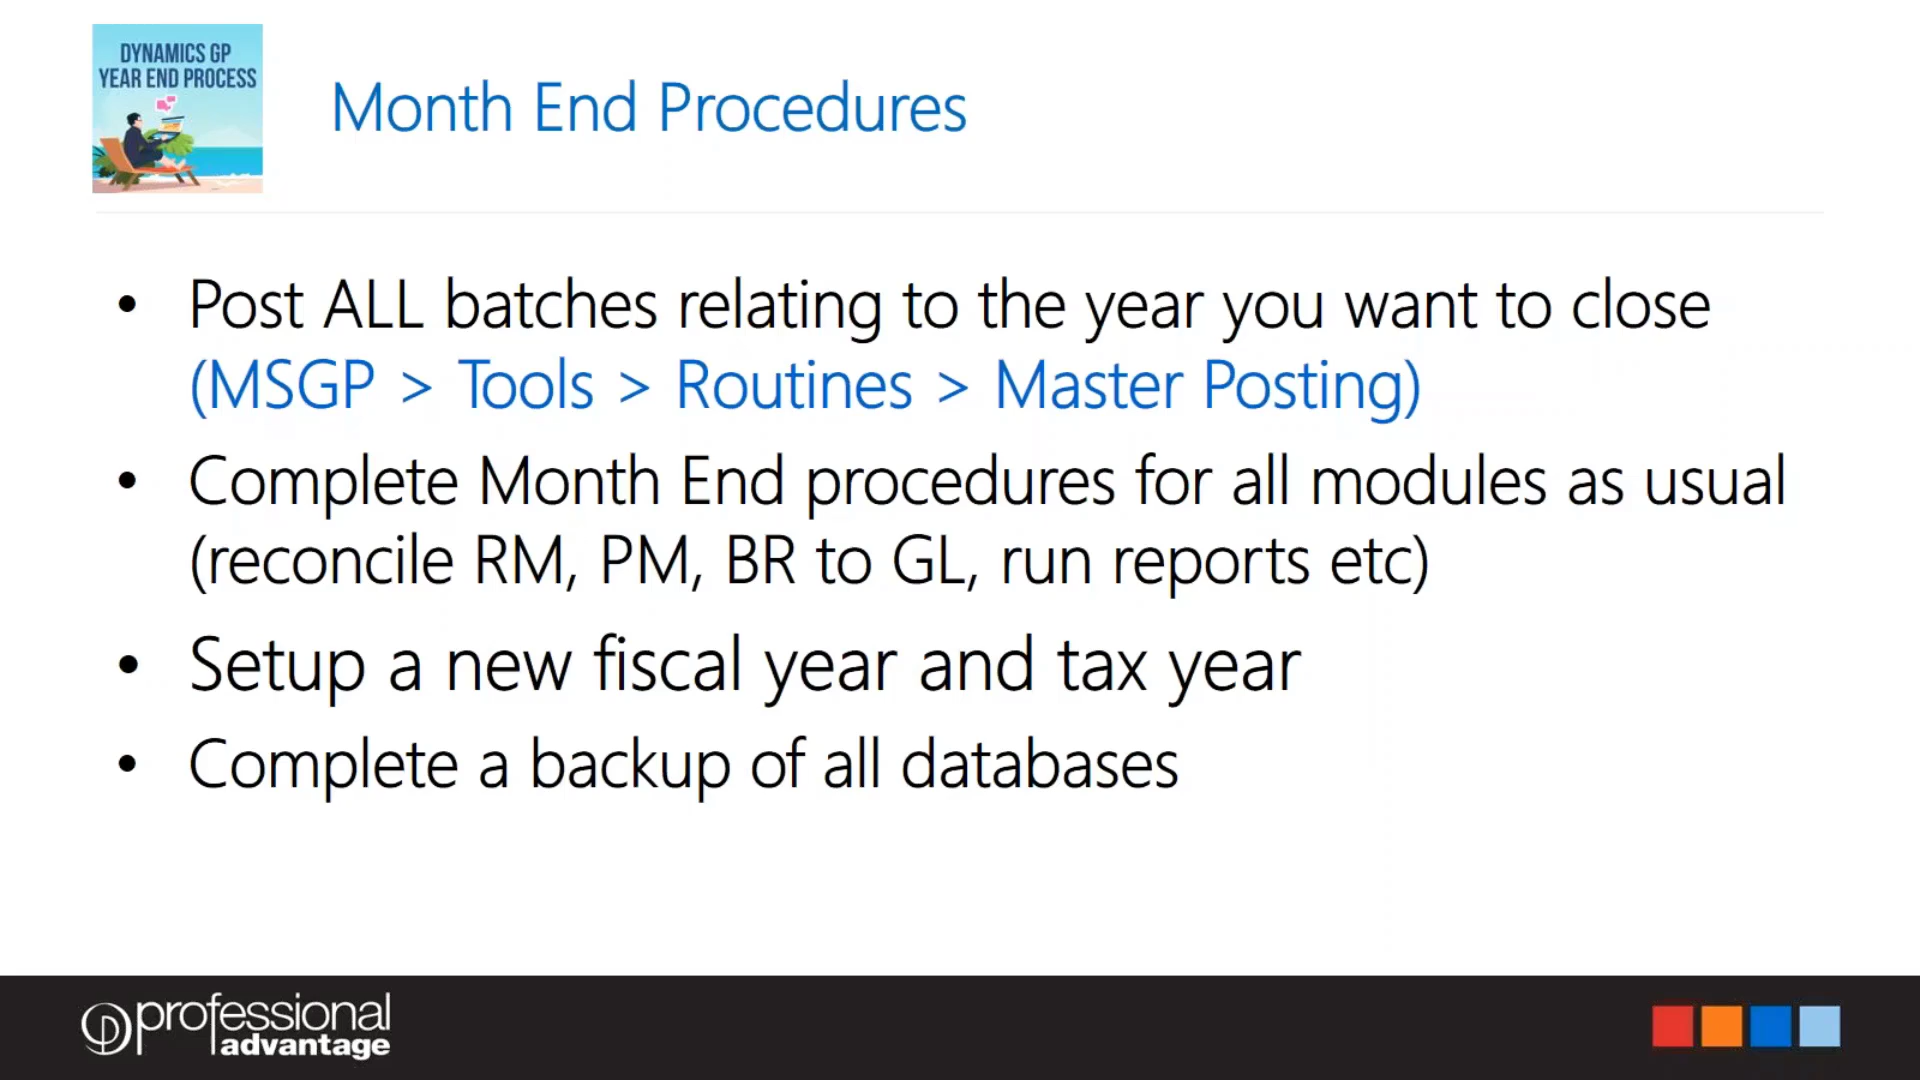 DYNAMICS GP
YEAR END PROCESS
Month End Procedures
• Post ALL batches relating to the year you want to close
(MSGP > Tools > Routines > Master Posting)
• Complete Month End procedures for all modules as usual
(reconcile RM, PM, BR to GL, run reports etc)
• Setup a new fiscal year and tax year
• Complete a backup of all databases
professional
advantage